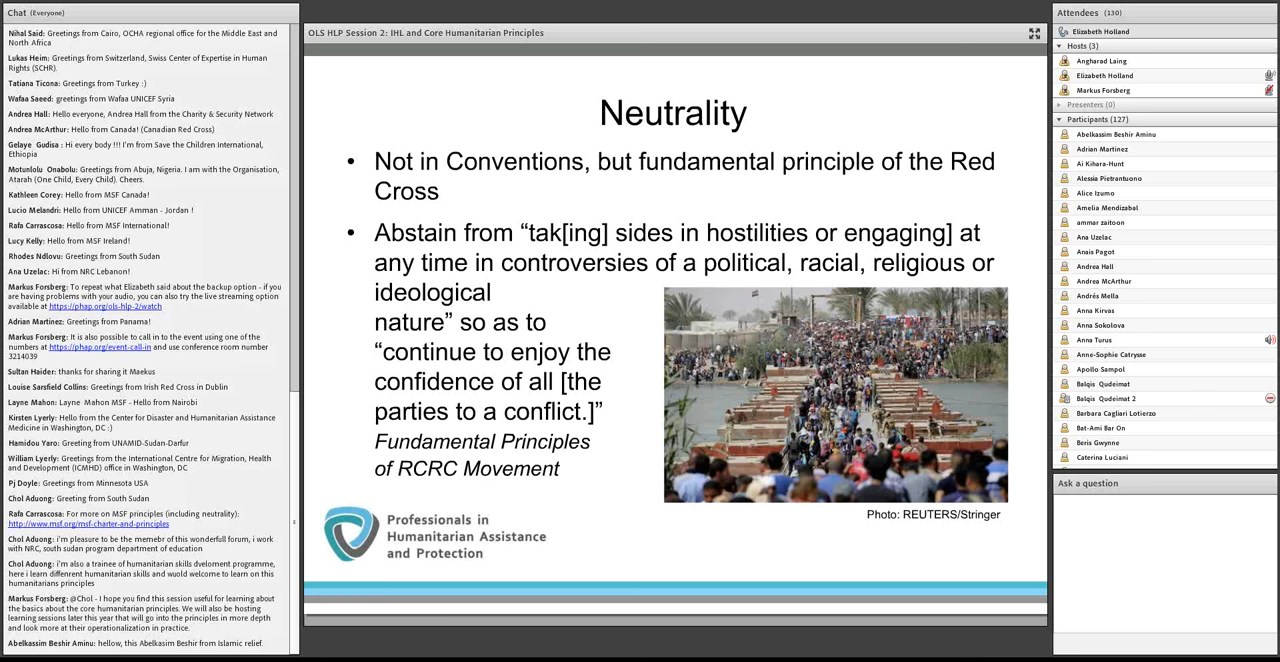 Chat (Everyone)
Nihal Said: Greetings from Cairo, OCHA regional office for the Middle East and
North Africa
Lukas Heim: Greetings from Switzerland, Swiss Center of Expertise in Human
Rights (SCHR).
Tatiana Ticona: Greetings from Turkey :)
Wafaa Saeed: greetings from Wafaa UNICEF Syria
Andrea Hall: Hello everyone, Andrea Hall from the Charity & Security Network
Andrea McArthur: Hello from Canada! (Canadian Red Cross)
Gelaye Gudisa : Hi every body !!! I'm from Save the Children International,
Ethiopia
Motunlolu Onabolu: Greetings from Abuja, Nigeria. I am with the Organisation,
Atarah (One Child, Every Child). Cheers.
Kathleen Corey: Hello from MSF Canada!
Lucio Melandri: Hello from UNICEF Amman - Jordan !
Rafa Carrascosa: Hello from MSF International!
Lucy Kelly: Hello from MSF Ireland!
Rhodes Ndlovu: Greetings from South Sudan
Ana Uzelac: Hi from NRC Lebanon!
Markus Forsberg: To repeat what Elizabeth said about the backup option - if you
are having problems with your audio, you can also try the live streaming option
available at https://phap.org/ols-hlp-2/watch
Adrian Martinez: Greetings from Panama!
Markus Forsberg: It is also possible to call in to the event using one of the
numbers at https://phap.org/event-call-in and use conference room number
3214039
Sultan Haider: thanks for sharing it Maekus
Louise Sarsfield Collins: Greetings from Irish Red Cross in Dublin
Layne Mahon: Layne Mahon MSF - Hello from Nairobi
Kirsten Lyerly: Hello from the Center for Disaster and Humanitarian Assistance
Medicine in Washington, DC :)
Hamidou Yaro: Greeting from UNAMID-Sudan-Darfur
William Lyerly: Greetings from the International Centre for Migration, Health
and Development (ICMHD) office in Washington, DC
Pj Doyle: Greetings from Minnesota USA
Chol Aduong: Greeting from South Sudan
Rafa Carrascosa: For more on MSF principles (including neutrality):
http://www.msf.org/msf-charter-and-principles
Chol Aduong: i'm pleasure to be the memebr of this wonderful forum, i work
with NRC, south sudan program department of education
Chol Aduong: i'm also a trainee of humanitarian skills dveloment programme,
here i learn diffenrent humanitarian skills and wuold welcome to learn on this
humanitarians principles
Markus Forsberg: @Chol - I hope you find this session useful for learning about
the basics about the core humanitarian principles. We will also be hosting
learning sessions later this year that will go into the principles in more depth
and look more at their operationalization in practice.
Abelkassim Beshir Aminu: hellow, this Abelkasim Beshir from Islamic relief.
OLS HLP Session 2: IHL and Core Humanitarian Principles
Neutrality
• Not in Conventions, but fundamental principle of the Red
Cross
• Abstain from “tak[ing] sides in hostilities or engaging] at
any time in controversies of a political, racial, religious or
ideological
nature” so as to
“continue to enjoy the
confidence of all [the
parties to a conflict.]”
Fundamental Principles
of RCRC Movement
Photo: REUTERS/Stringer
Professionals in
Humanitarian Assistance
and Protection
Attendees (130)
Elizabeth Holland
Hosts (3)
Angharad Laing
Elizabeth Holland
Markus Forsberg
Presenters (0)
Participants (127)
Abelkassim Beshir Aminu
Adrian Martinez
Ai Kihara-Hunt
Alessia Pietrantuono
Alice Izumo
Amelia Mendizabal
ammar zaitoon
Ana Uzelac
Anais Pagot
Andrea Hall
Andrea McArthur
Andrés Mella
Anna Kirvas
Anna Sokolova
Anna Turus
Anne-Sophie Catrysse
Apollo Sampol
Balqis Qudeimat
Balqis Qudeimat 2
Barbara Cagliari Lotierzo
Bat-Ami Bar On
Beris Gwynne
Caterina Luciani
Ask a question